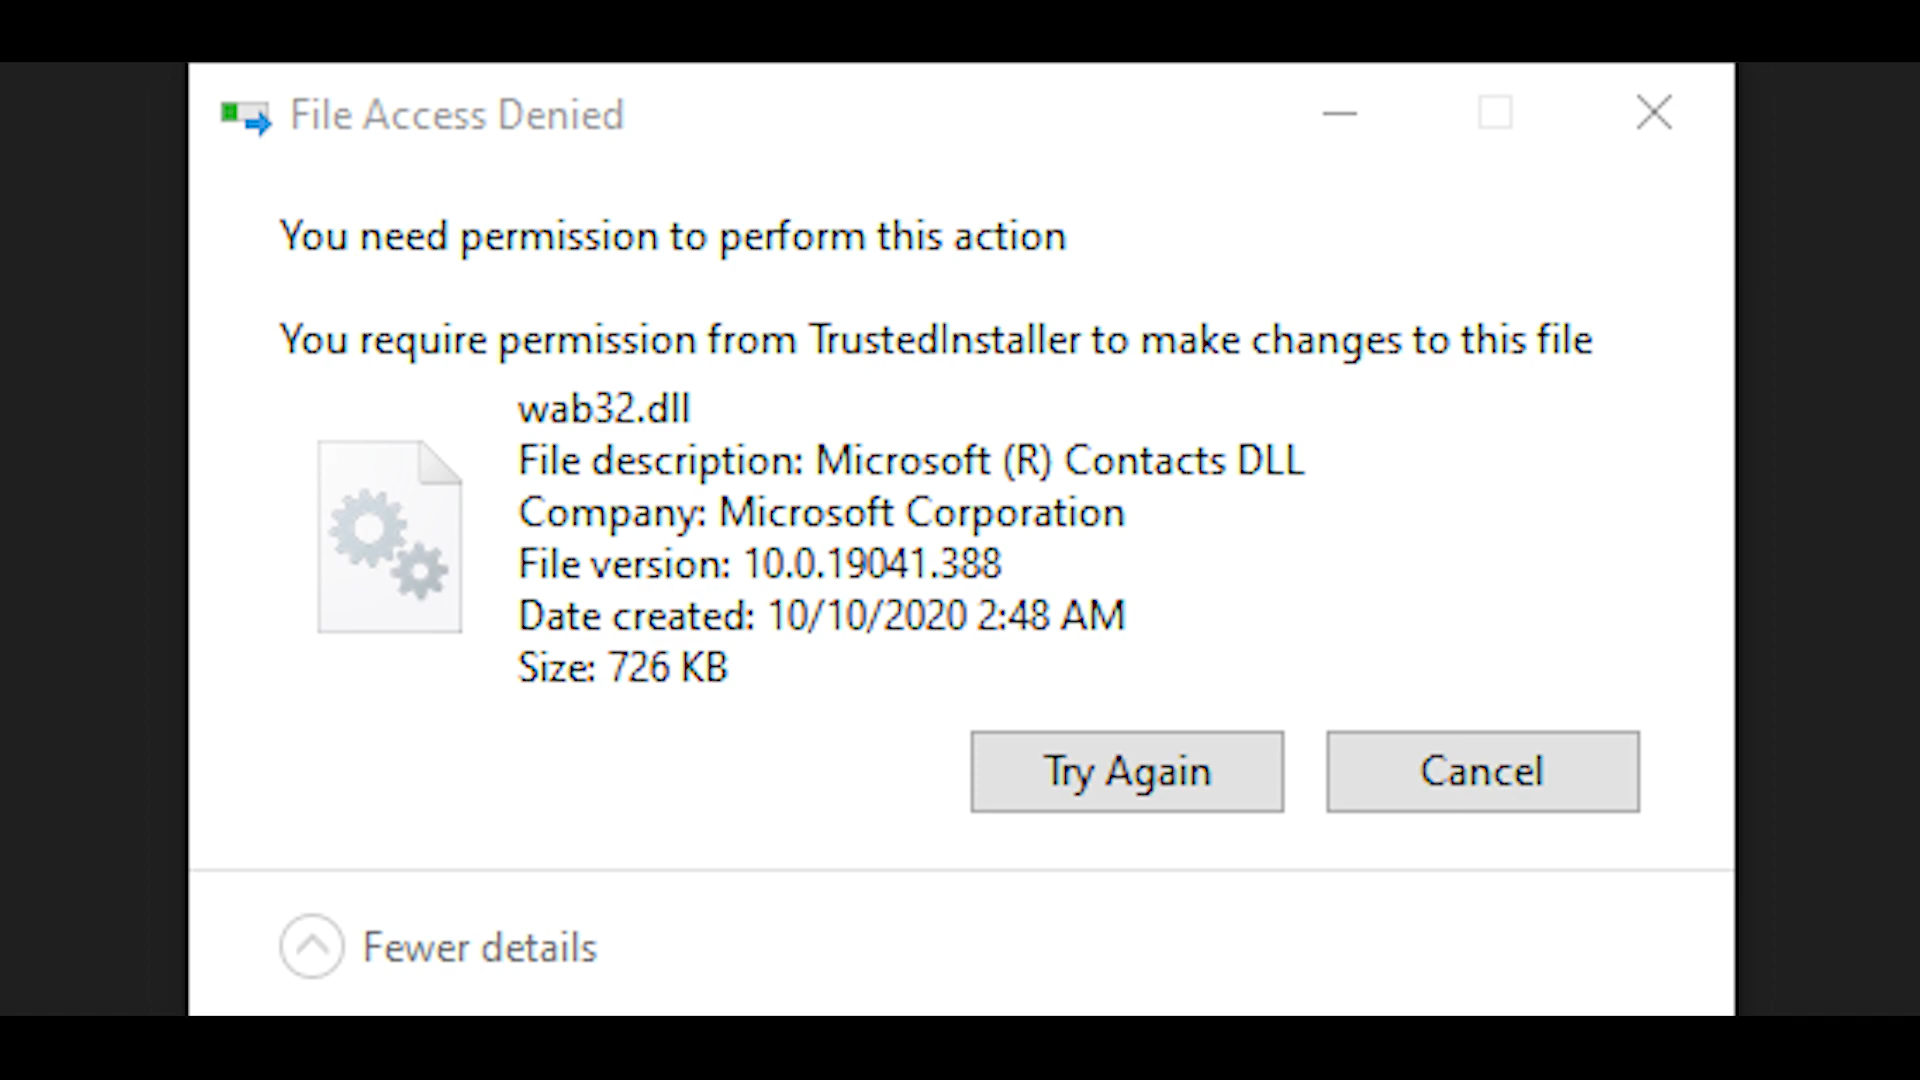 File Access Denied
You need permission to perform this action
You require permission from TrustedInstaller to make changes to this file
wab32.dll
File description: Microsoft (R) Contacts DLL
Company: Microsoft Corporation
File version: 10.0.19041.388
Date created: 10/10/2020 2:48 AM
Size: 726 KB
Try Again
Cancel
Fewer details